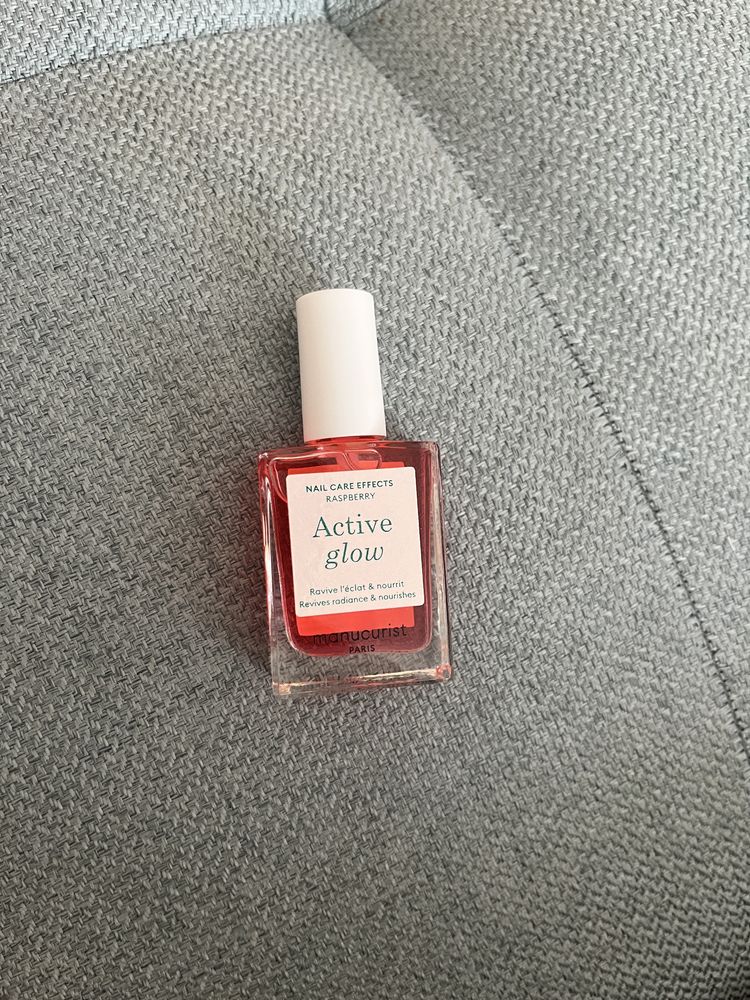 NAIL CARE EFFECTS
RASPBERRY
Active
glow
Ravive l'éclat & nourrit
Revives radiance & nourishes
manucurist
PARIS